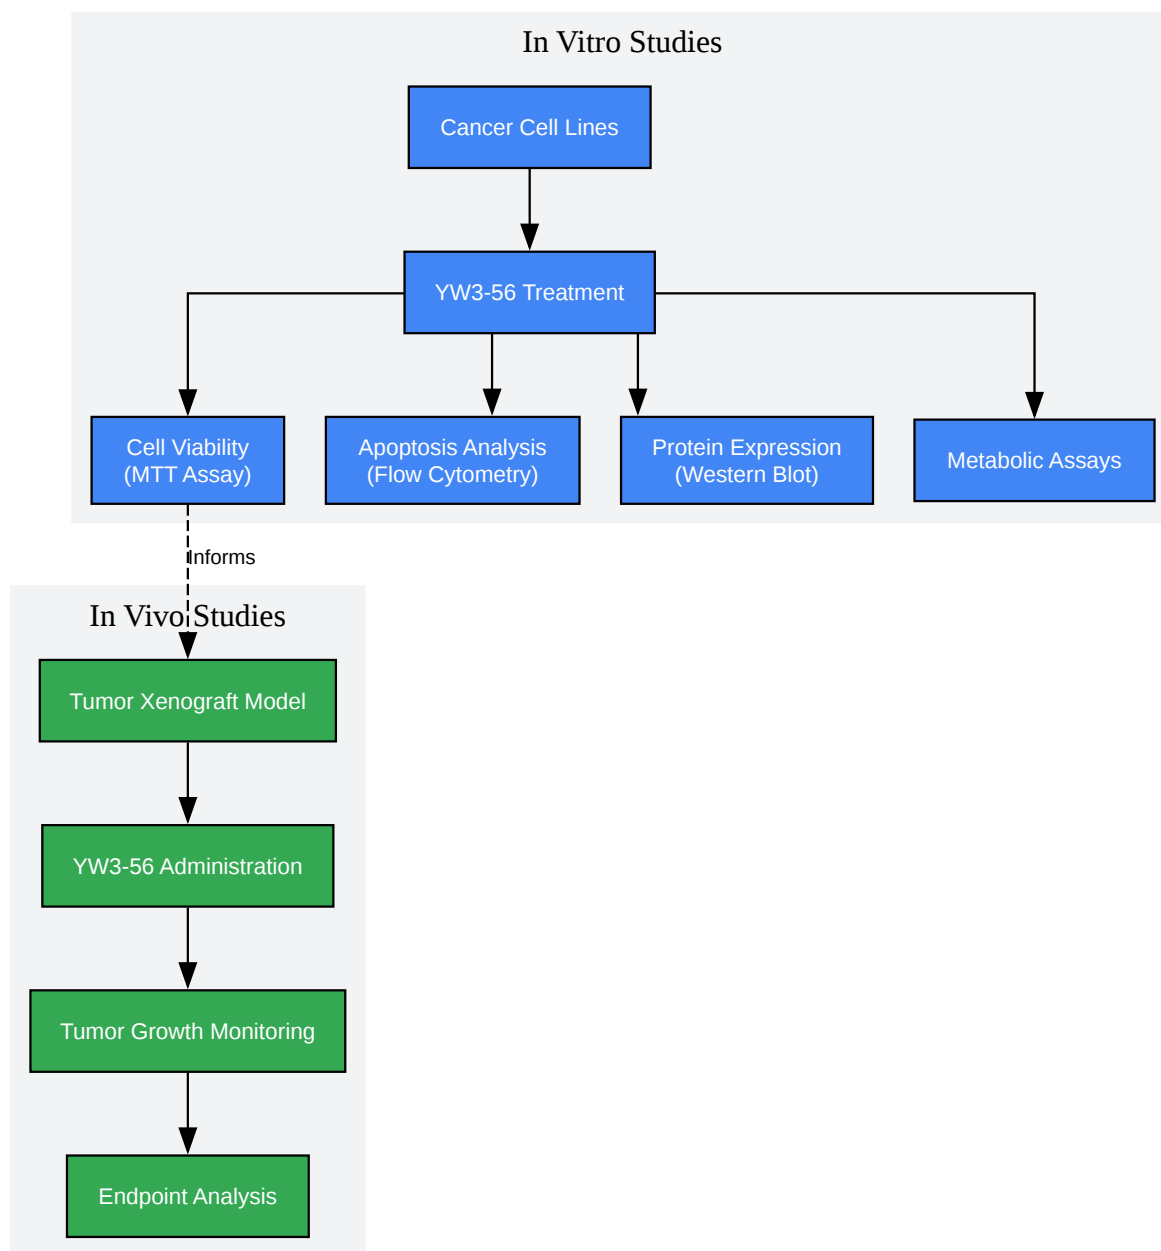 In Vitro Studies
Cancer Cell Lines
YW3-56 Treatment
Cell Viability
(MTT Assay)
Apoptosis Analysis
(Flow Cytometry)
Protein Expression
(Western Blot)
Metabolic Assays
Informs
In Vivo Studies
Tumor Xenograft Model
YW3-56 Administration
Tumor Growth Monitoring
Endpoint Analysis